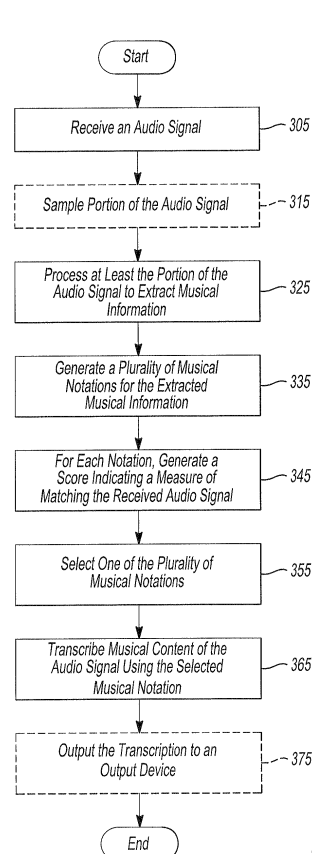 Start
Receive an Audio Signal
305
Sample Portion of the Audio Signal
315
Process at Least the Portion of the
Audio Signal to Extract Musical
Information
325
Generate a Plurality of Musical
Notations for the Extracted
Musical Information
335
For Each Notation, Generate a
Score Indicating a Measure of
Matching the Received Audio Signal
345
Select One of the Plurality of
Musical Notations
355
Transcribe Musical Content of the
Audio Signal Using the Selected
Musical Notation
365
Output the Transcription to an
Output Device
375
End